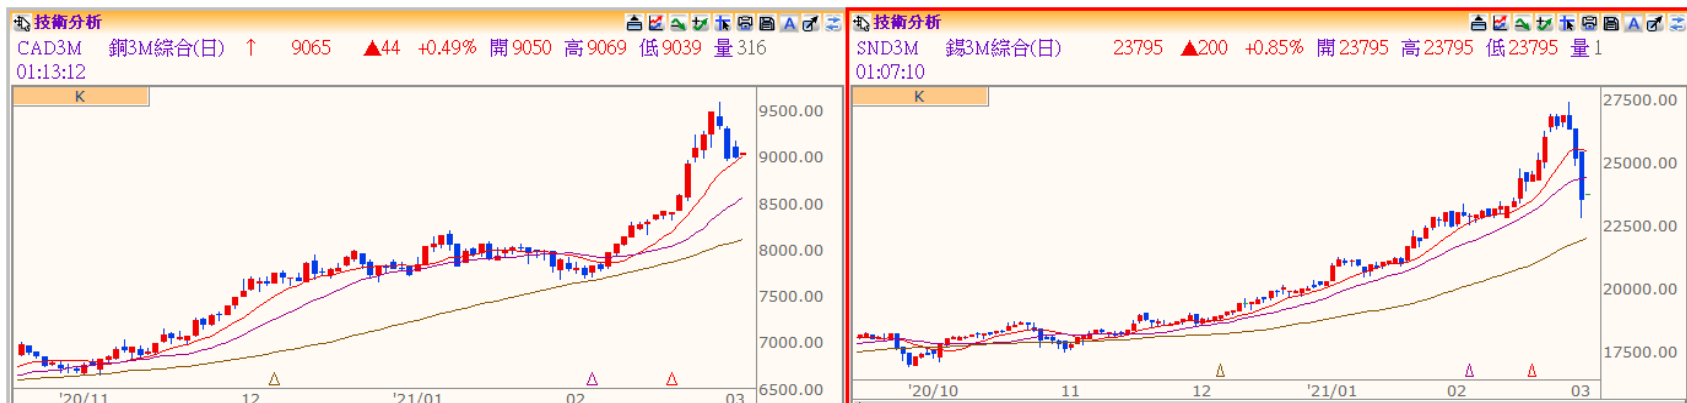 技術分析
CAD3M 銅3M綜合(日) ↑ 9065 ▲44 +0.49% 開 9050 高 9069 低 9039 量 316
01:13:12
K
9500.00
9000.00
8500.00
8000.00
7500.00
7000.00
6500.00
'20/11 12 '21/01 02 03
技術分析
SND3M 錫3M綜合(日) 23795 ▲200 +0.85% 開 23795 高 23795 低 23795 量 1
01:07:10
K
27500.00
25000.00
22500.00
20000.00
17500.00
'20/10 11 12 '21/01 02 03